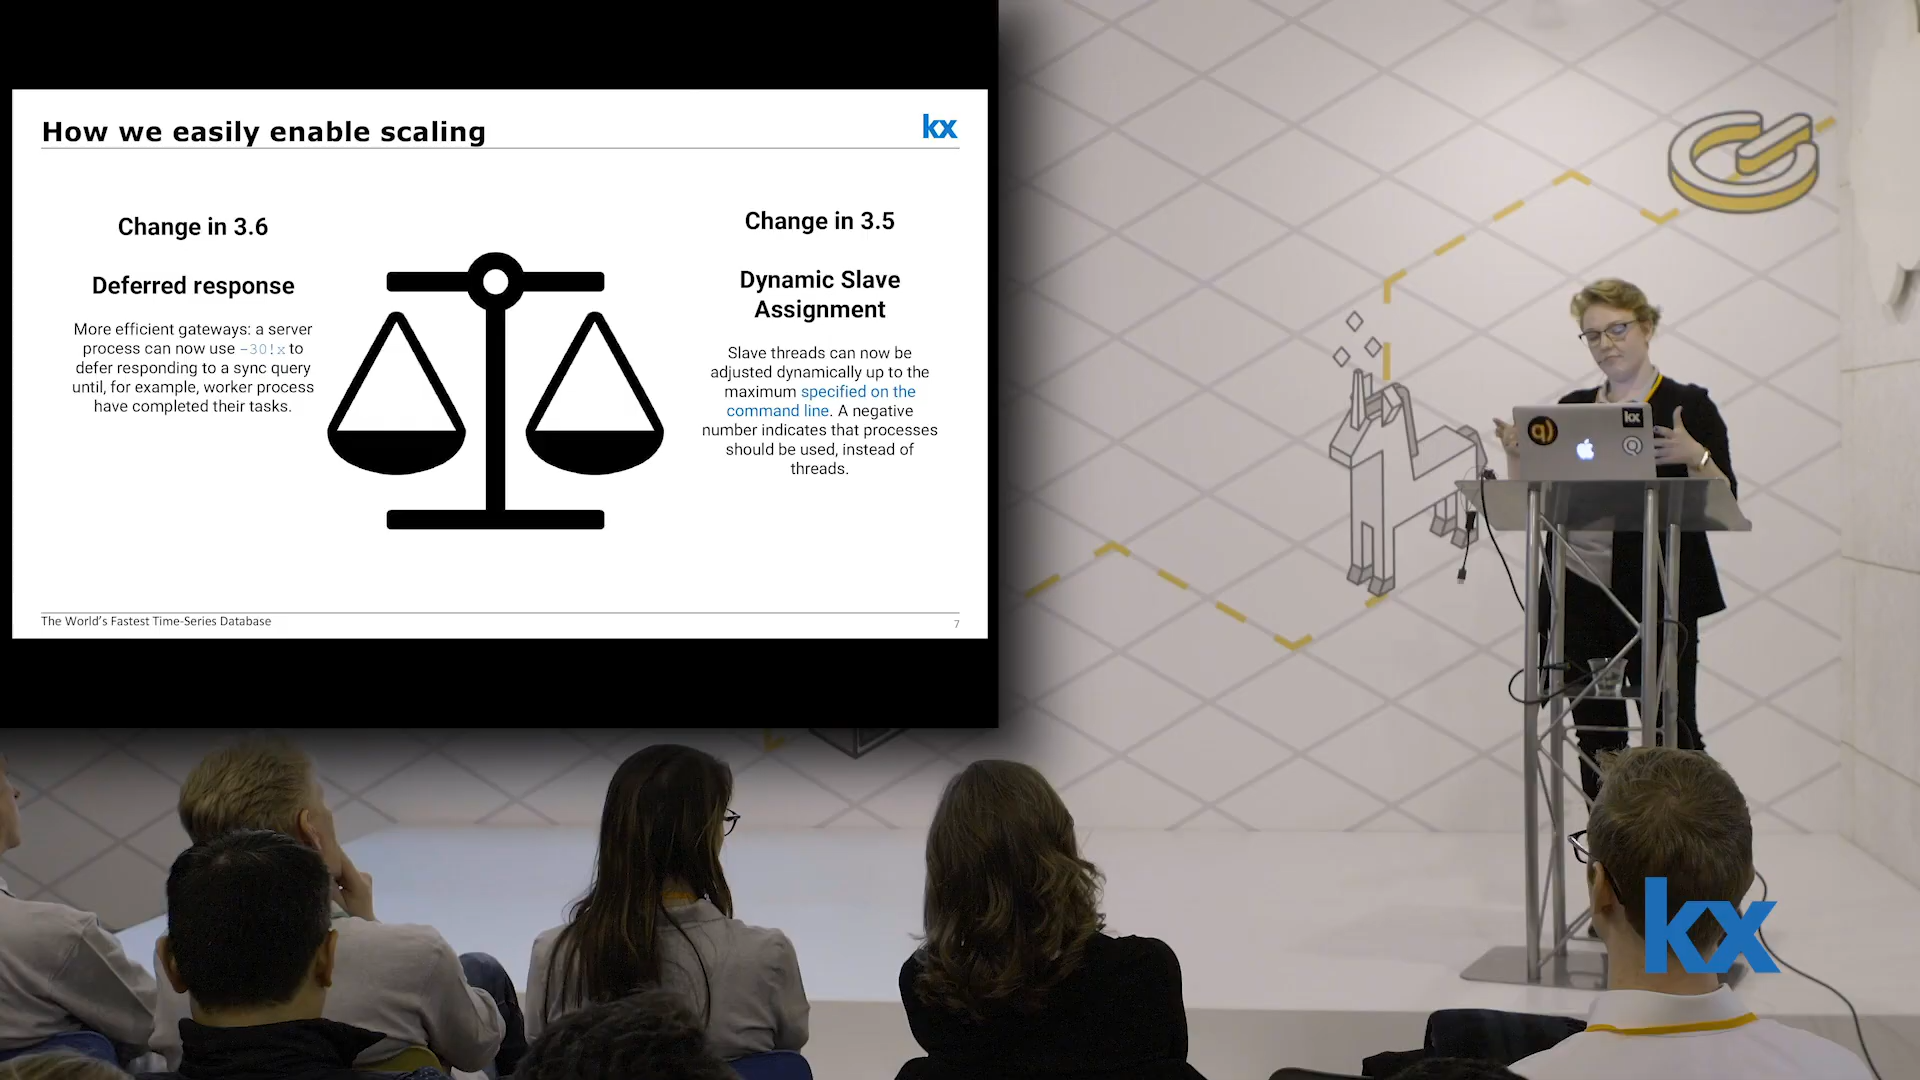 How we easily enable scaling
kx
Change in 3.6
Deferred response
More efficient gateways: a server
process can now use -30!x to
defer responding to a sync query
until, for example, worker process
have completed their tasks.
Change in 3.5
Dynamic Slave
Assignment
Slave threads can now be
adjusted dynamically up to the
maximum specified on the
command line. A negative
number indicates that processes
should be used, instead of
threads.
The World's Fastest Time-Series Database
7
kx
q)
kx